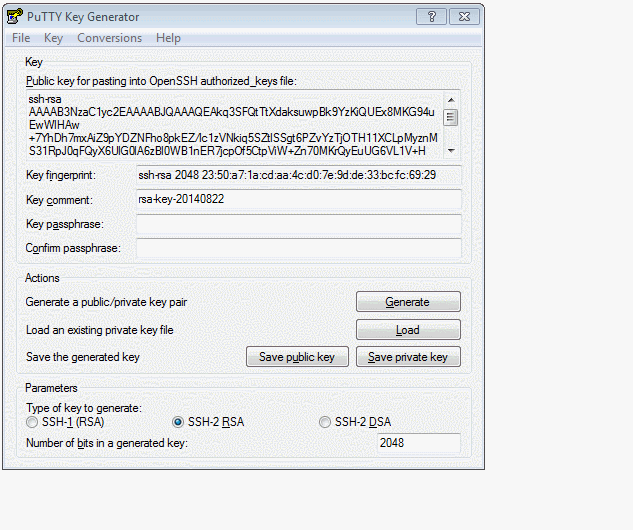 PuTTY Key Generator
File Key Conversions Help
Key
Public key for pasting into OpenSSH authorized_keys file:
ssh-rsa
AAAAB3NzaC1yc2EAAAABJQAAAQEAkq3SFQtTtXdaksuwpBk9YzKiQUEx8MKG94u
EwWIHAw
+7YhDh7mxAiZ9pYDZNFho8pkEZ/lc1zVNkiq5SZtlSSgt6PZvYzTjOTH11XCLpMyznM
S31RpJ0qFQyX6UlG0lA6zBI0WB1nER7jcpOf5CtpViW+Zn70MKrQyEuUG6VL1V+H
Key fingerprint: ssh-rsa 2048 23:50:a7:1a:cd:aa:4c:d0:7e:9d:de:33:bc:fc:69:29
Key comment: rsa-key-20140822
Key passphrase:
Confirm passphrase:
Actions
Generate a public/private key pair Generate
Load an existing private key file Load
Save the generated key Save public key Save private key
Parameters
Type of key to generate:
SSH-1 (RSA) SSH-2 RSA SSH-2 DSA
Number of bits in a generated key: 2048